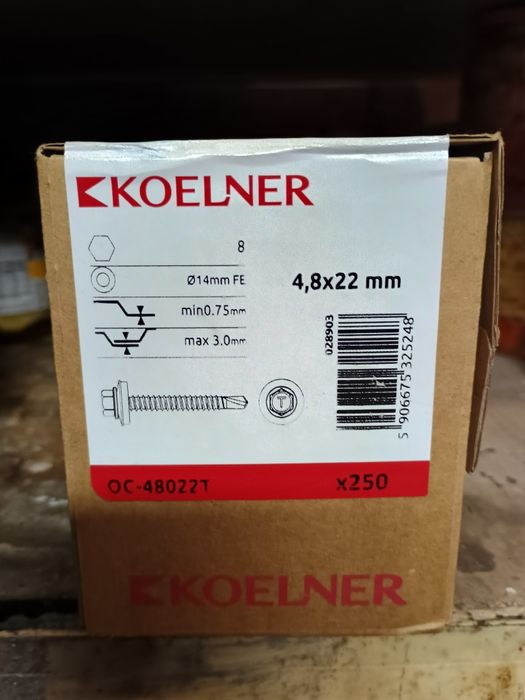 KOELNER
8
Ø14mm FE
4,8x22 mm
min0.75mm
max 3.0mm
028903
5 906675 325248
T
OC-48022T
x250
KOELNER